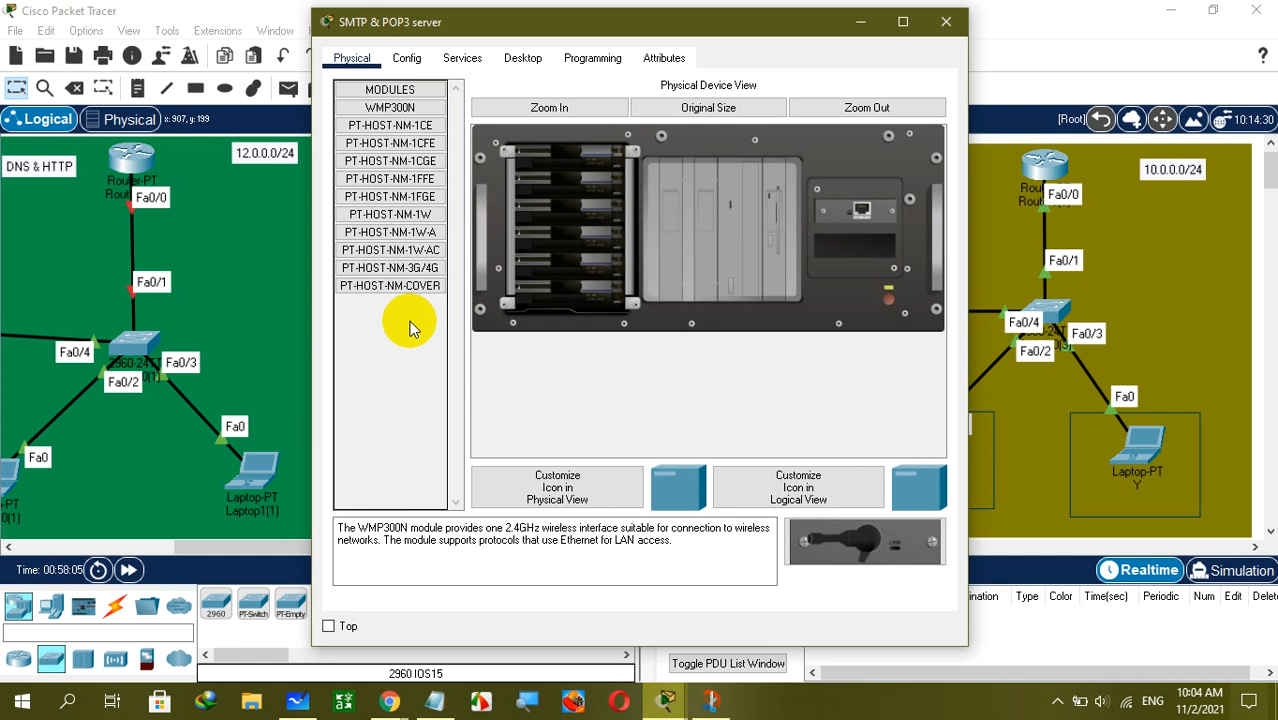 Cisco Packet Tracer
File Edit Options View Tools Extensions Window
Logical Physical x: 907, y: 199
[Root] 10:14:30
DNS & HTTP
12.0.0.0/24
Router-PT
Fa0/0
Fa0/1
Fa0/4
Fa0/3
Fa0/2
Fa0
Fa0
Laptop-PT
Laptop1(1)
SMTP & POP3 server
Physical Config Services Desktop Programming Attributes
MODULES
WMP300N
PT-HOST-NM-1CE
PT-HOST-NM-1CFE
PT-HOST-NM-1CGE
PT-HOST-NM-1FFE
PT-HOST-NM-1FGE
PT-HOST-NM-1W
PT-HOST-NM-1W-A
PT-HOST-NM-1W-AC
PT-HOST-NM-3G/4G
PT-HOST-NM-COVER
Physical Device View
Zoom In Original Size Zoom Out
Customize
Icon in
Physical View
Customize
Icon in
Logical View
The WMP300N module provides one 2.4GHz wireless interface suitable for connection to wireless
networks. The module supports protocols that use Ethernet for LAN access.
LINK
Top
10.0.0.0/24
Fa0/0
Fa0/1
Fa0/4
Fa0/3
Fa0/2
Fa0
Laptop-PT
Y
Time: 00:58:05
Realtime Simulation
2960 PT-Switch PT-Empty
2960 IOS15
Type Color Time(sec) Periodic Num Edit Delete
Toggle PDU List Window
ENG
10:04 AM
11/2/2021